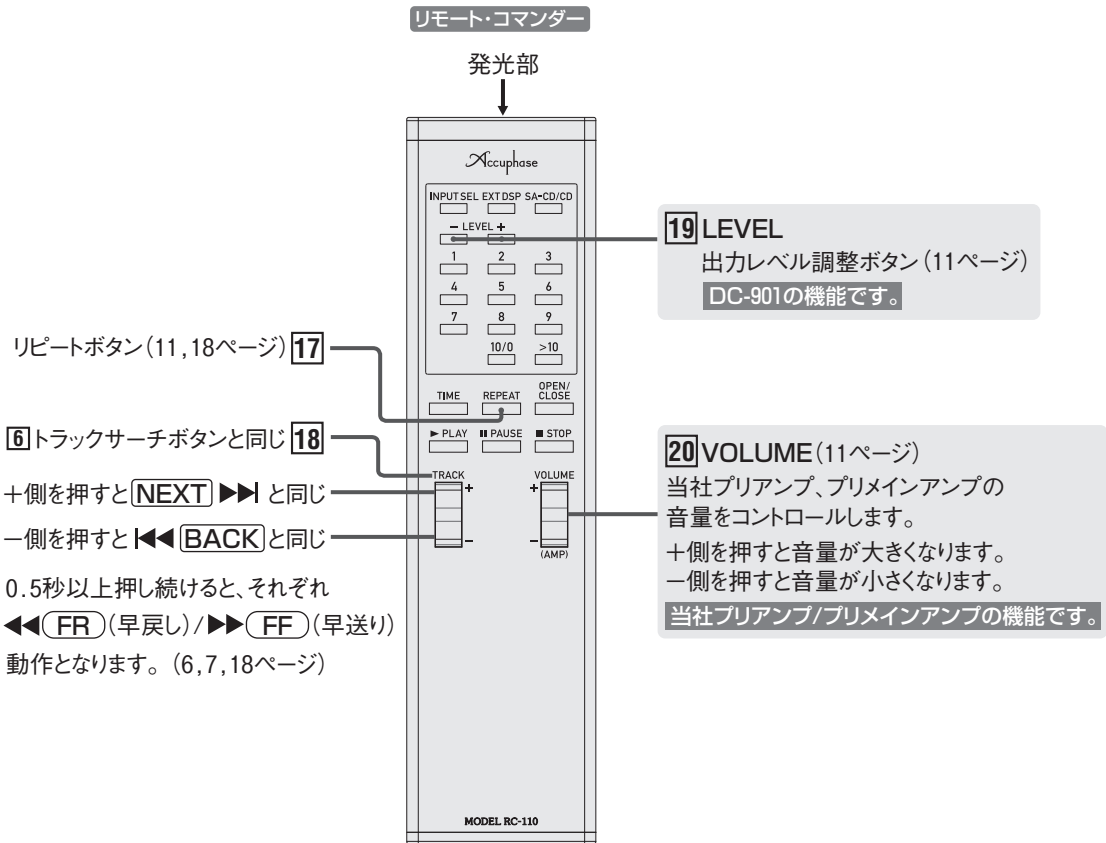 リモート・コマンダー
発光部
Accuphase
INPUT SEL EXT DSP SA-CD/CD
− LEVEL +
1 2 3
4 5 6
7 8 9
10/0 >10
TIME REPEAT OPEN/
CLOSE
▶ PLAY ⏸ PAUSE ■ STOP
TRACK VOLUME
+ +
− −
(AMP)
MODEL RC-110
リピートボタン(11,18ページ)17
6トラックサーチボタンと同じ18
+側を押すとNEXT ▶▶| と同じ
−側を押すと|◀◀ BACKと同じ
0.5秒以上押し続けると、それぞれ
◀◀(FR)(早戻し)/▶▶(FF)(早送り)
動作となります。(6,7,18ページ)
19 LEVEL
出力レベル調整ボタン(11ページ)
DC-901の機能です。
20 VOLUME(11ページ)
当社プリアンプ、プリメインアンプの
音量をコントロールします。
+側を押すと音量が大きくなります。
−側を押すと音量が小さくなります。
当社プリアンプ/プリメインアンプの機能です。